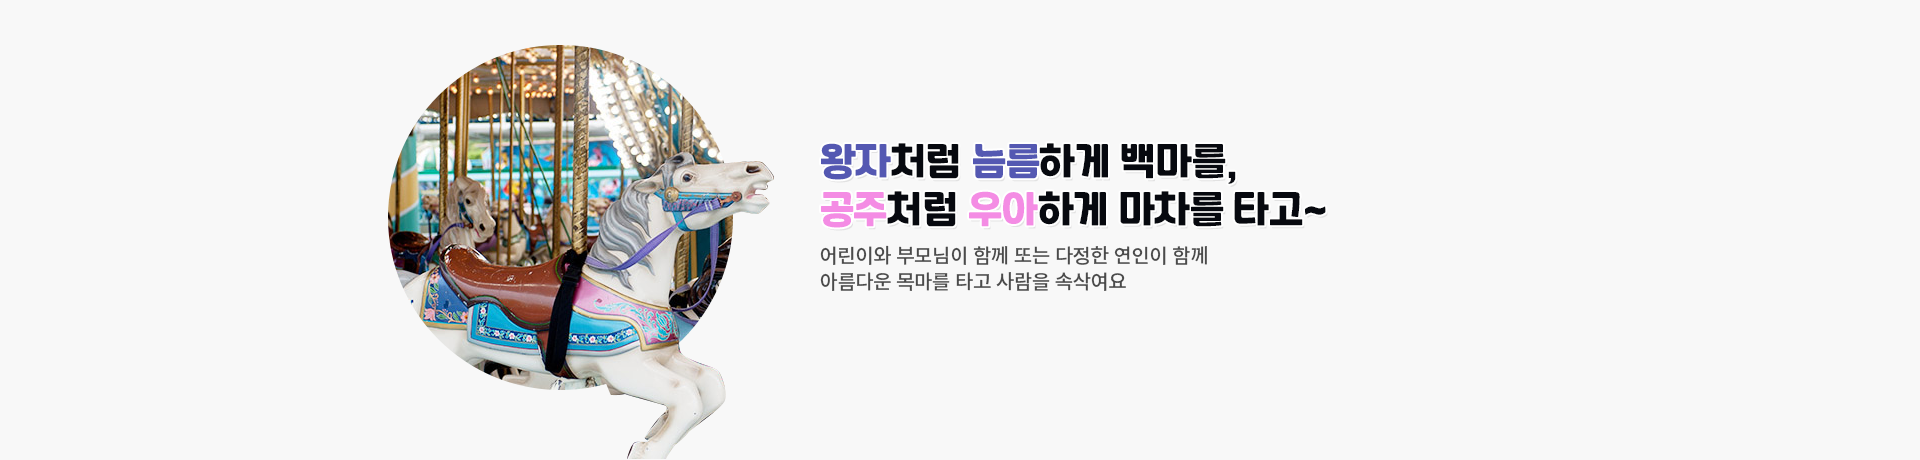 왕자처럼 늠름하게 백마를,
공주처럼 우아하게 마차를 타고~
어린이와 부모님이 함께 또는 다정한 연인이 함께
아름다운 목마를 타고 사람을 속삭여요